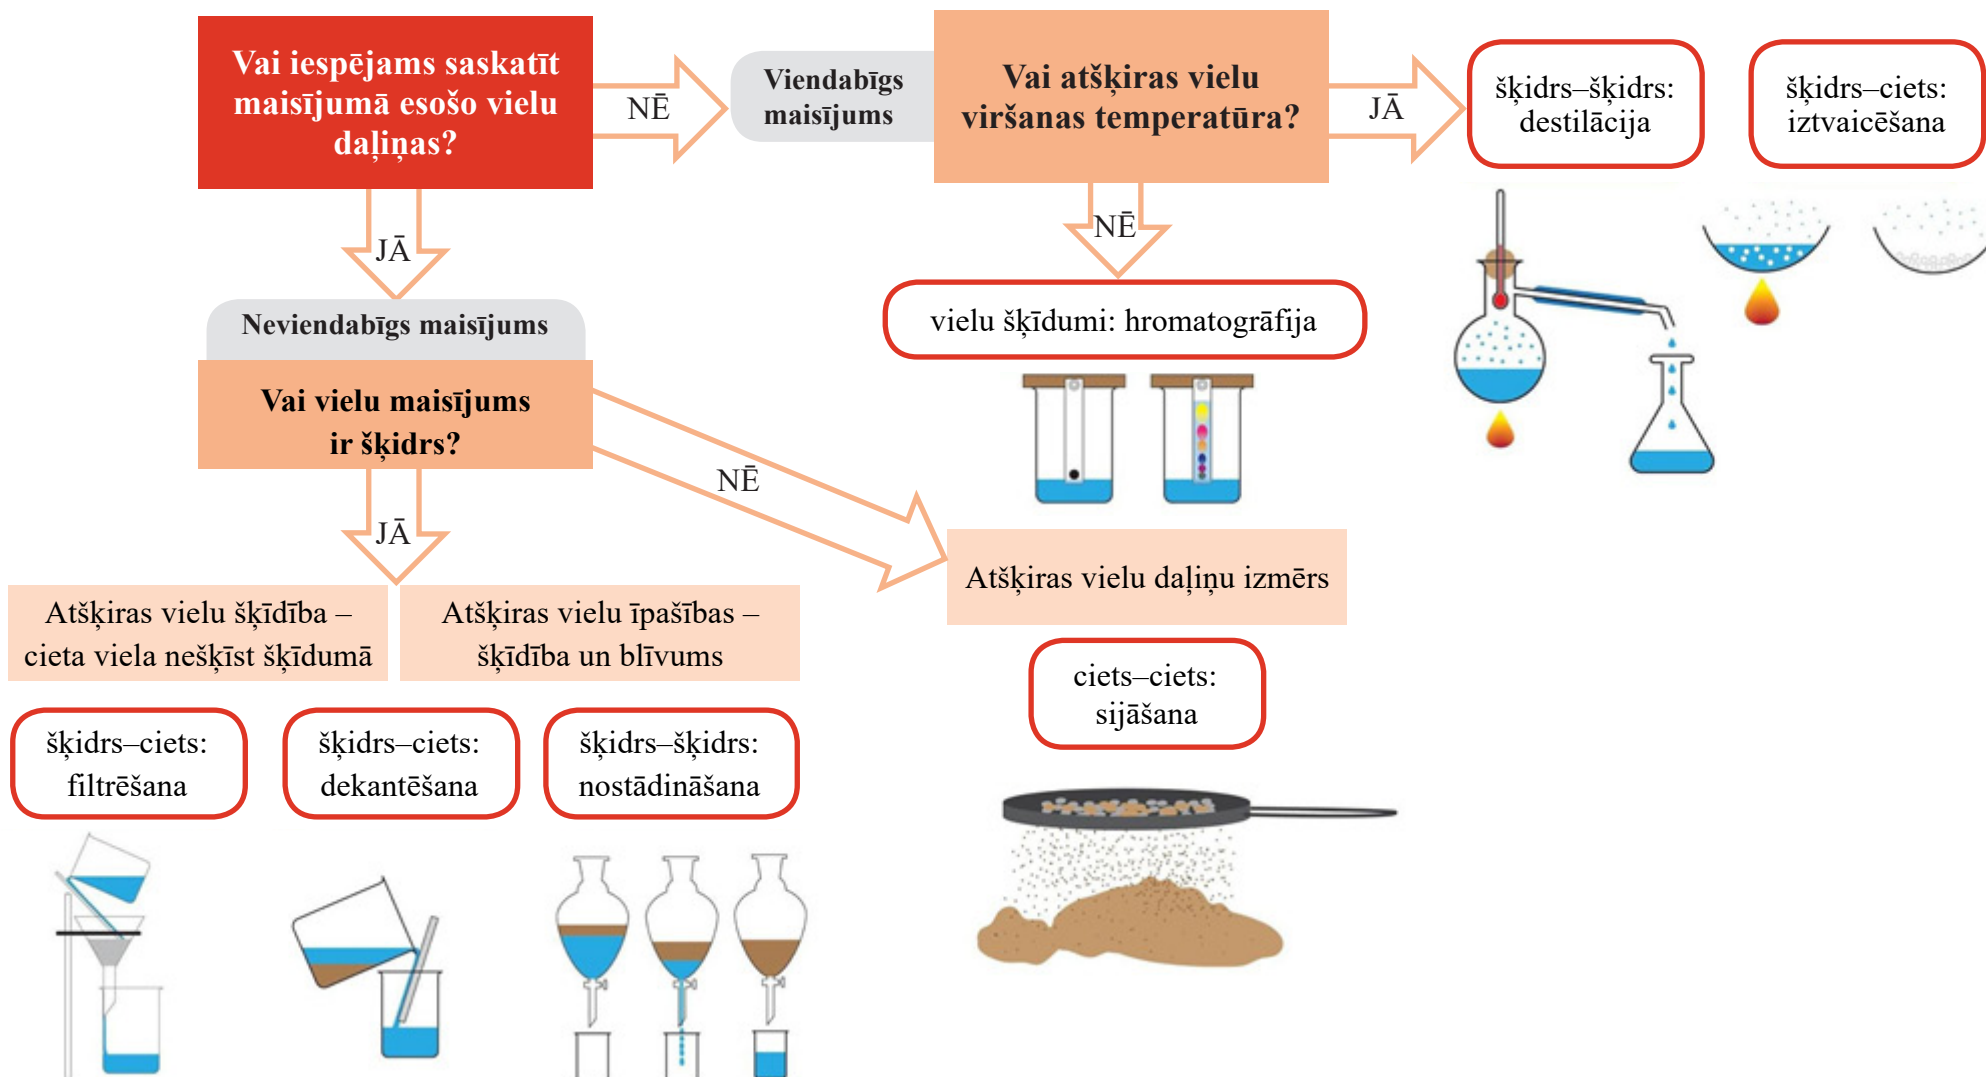 Vai iespējams saskatīt
maisījumā esošo vielu
daļiņas?
NĒ
Viendabīgs
maisījums
Vai atšķiras vielu
viršanas temperatūra?
JĀ
šķidrs–šķidrs:
destilācija
šķidrs–ciets:
iztvaicēšana
JĀ
NĒ
Neviendabīgs maisījums
vielu šķīdumi: hromatogrāfija
Vai vielu maisījums
ir šķidrs?
NĒ
JĀ
Atšķiras vielu daļiņu izmērs
Atšķiras vielu šķīdība –
cieta viela nešķīst šķīdumā
Atšķiras vielu īpašības –
šķīdība un blīvums
ciets–ciets:
sijāšana
šķidrs–ciets:
filtrēšana
šķidrs–ciets:
dekantēšana
šķidrs–šķidrs:
nostādināšana